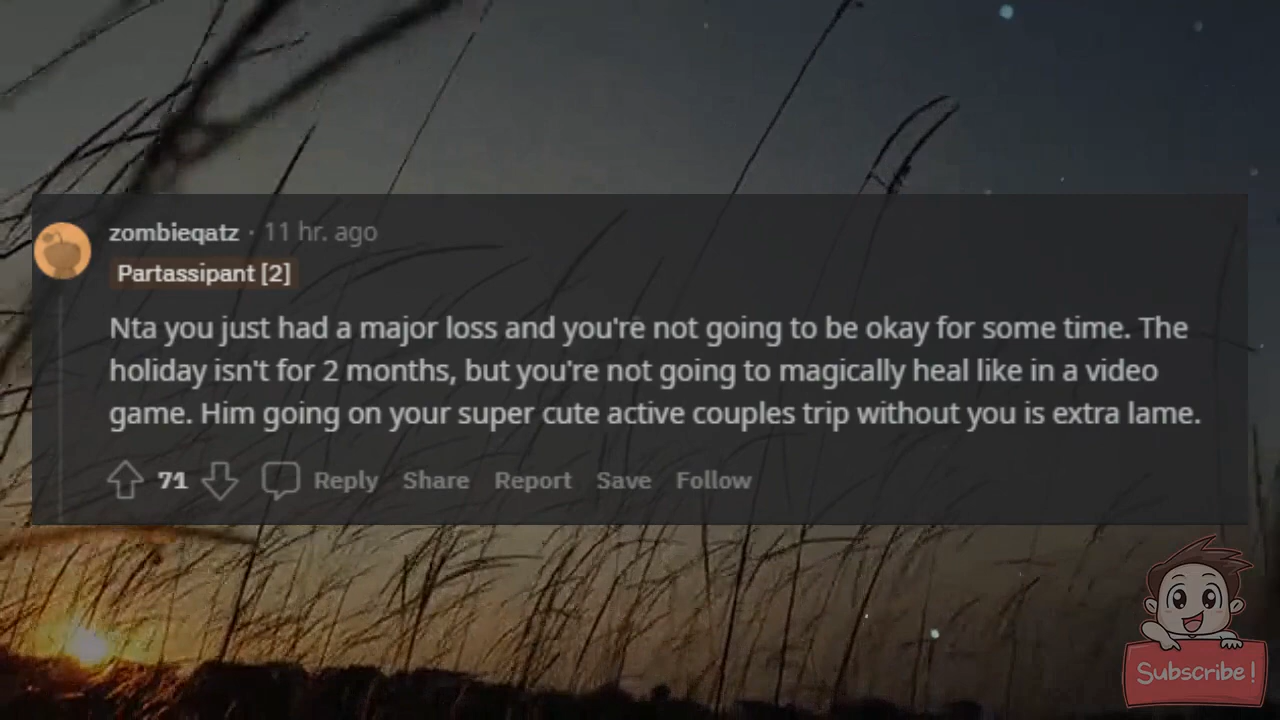 zombieqatz · 11 hr. ago
Partassipant [2]
Nta you just had a major loss and you're not going to be okay for some time. The
holiday isn't for 2 months, but you're not going to magically heal like in a video
game. Him going on your super cute active couples trip without you is extra lame.
71 Reply Share Report Save Follow
Subscribe!